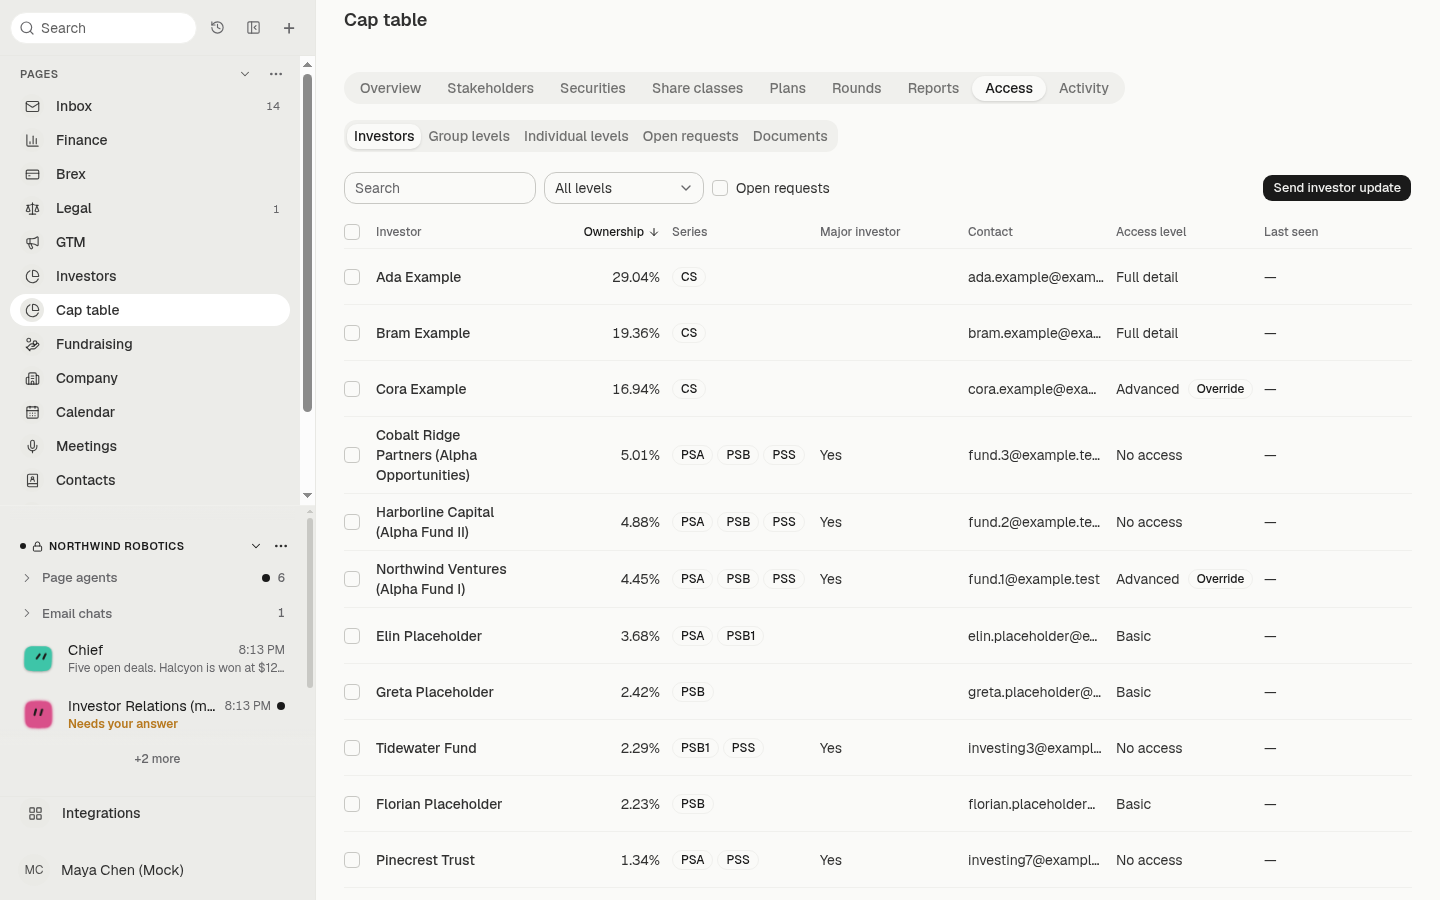 Search
PAGES
Inbox 14
Finance
Brex
Legal 1
GTM
Investors
Cap table
Fundraising
Company
Calendar
Meetings
Contacts
NORTHWIND ROBOTICS
Page agents 6
Email chats 1
Chief 8:13 PM
Five open deals. Halcyon is won at $12…
Investor Relations (m… 8:13 PM
Needs your answer
+2 more
Integrations
MC Maya Chen (Mock)
Cap table
Overview Stakeholders Securities Share classes Plans Rounds Reports Access Activity
Investors Group levels Individual levels Open requests Documents
Search All levels Open requests Send investor update
Investor Ownership ↓ Series Major investor Contact Access level Last seen
Ada Example 29.04% CS ada.example@exam… Full detail —
Bram Example 19.36% CS bram.example@exa… Full detail —
Cora Example 16.94% CS cora.example@exa… Advanced Override —
Cobalt Ridge
Partners (Alpha
Opportunities) 5.01% PSA PSB PSS Yes fund.3@example.te… No access —
Harborline Capital
(Alpha Fund II) 4.88% PSA PSB PSS Yes fund.2@example.te… No access —
Northwind Ventures
(Alpha Fund I) 4.45% PSA PSB PSS Yes fund.1@example.test Advanced Override —
Elin Placeholder 3.68% PSA PSB1 elin.placeholder@e… Basic —
Greta Placeholder 2.42% PSB greta.placeholder@… Basic —
Tidewater Fund 2.29% PSB1 PSS Yes investing3@exampl… No access —
Florian Placeholder 2.23% PSB florian.placeholder… Basic —
Pinecrest Trust 1.34% PSA PSS Yes investing7@exampl… No access —